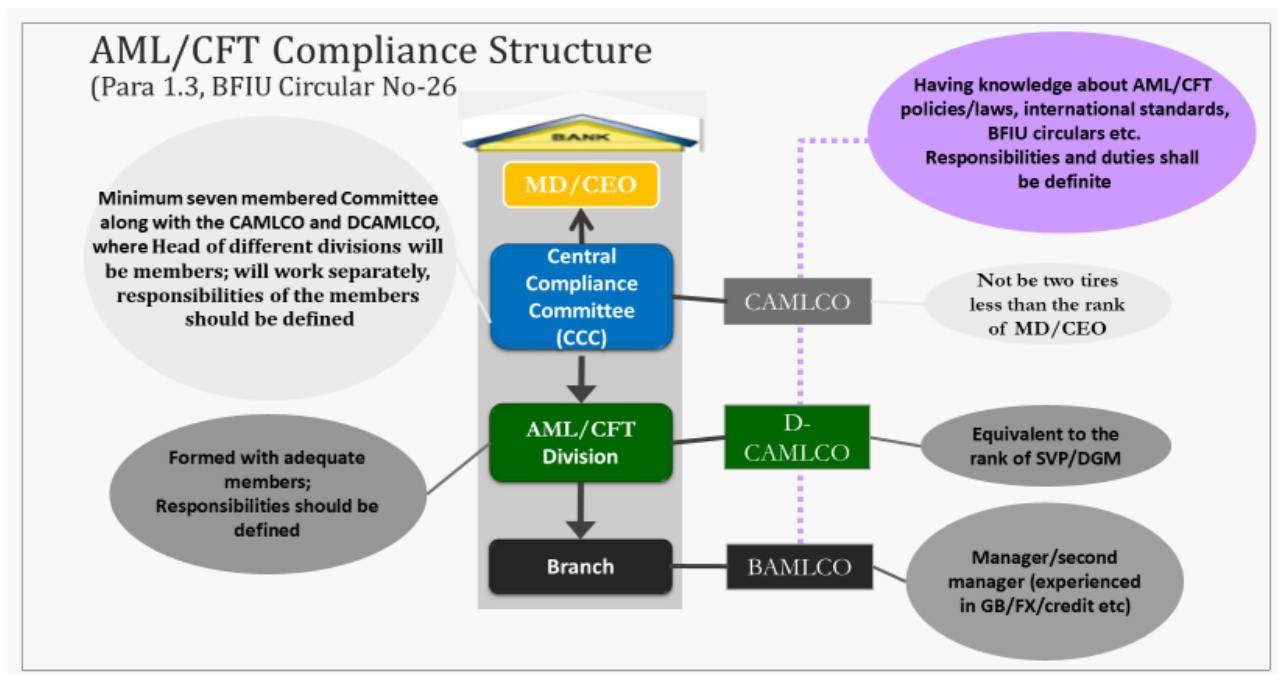 AML/CFT Compliance Structure
(Para 1.3, BFIU Circular No-26
BANK
MD/CEO
Central
Compliance
Committee
(CCC)
AML/CFT
Division
Branch
CAMLCO
D-
CAMLCO
BAMLCO
Minimum seven membered Committee
along with the CAMLCO and DCAMLCO,
where Head of different divisions will
be members; will work separately,
responsibilities of the members
should be defined
Formed with adequate
members;
Responsibilities should be
defined
Having knowledge about AML/CFT
policies/laws, international standards,
BFIU circulars etc.
Responsibilities and duties shall
be definite
Not be two tires
less than the rank
of MD/CEO
Equivalent to the
rank of SVP/DGM
Manager/second
manager (experienced
in GB/FX/credit etc)